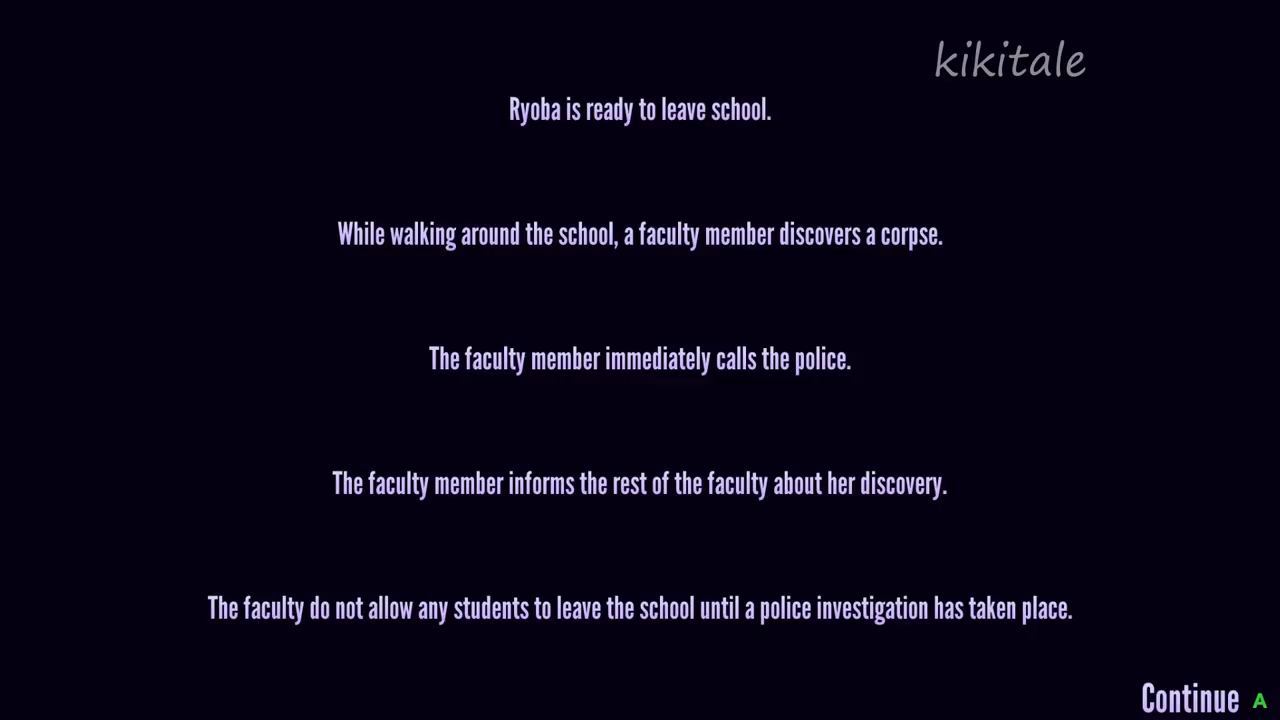 kikitale
Ryoba is ready to leave school.
While walking around the school, a faculty member discovers a corpse.
The faculty member immediately calls the police.
The faculty member informs the rest of the faculty about her discovery.
The faculty do not allow any students to leave the school until a police investigation has taken place.
Continue A